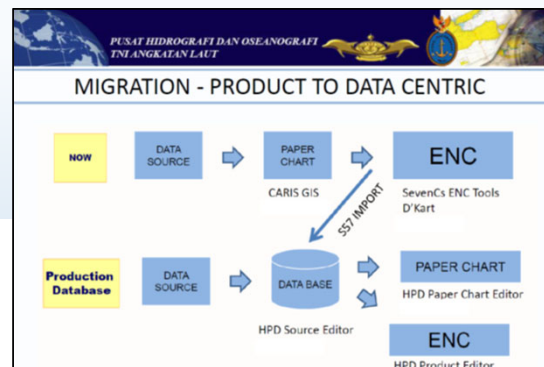 PUSAT HIDROGRAFI DAN OSEANOGRAFI
TNI ANGKATAN LAUT
MIGRATION - PRODUCT TO DATA CENTRIC
NOW
DATA
SOURCE
PAPER
CHART
ENC
CARIS GIS
SevenCs ENC Tools
D'Kart
S57 IMPORT
Production
Database
DATA
SOURCE
DATA BASE
PAPER CHART
HPD Paper Chart Editor
HPD Source Editor
ENC
HPD Product Editor